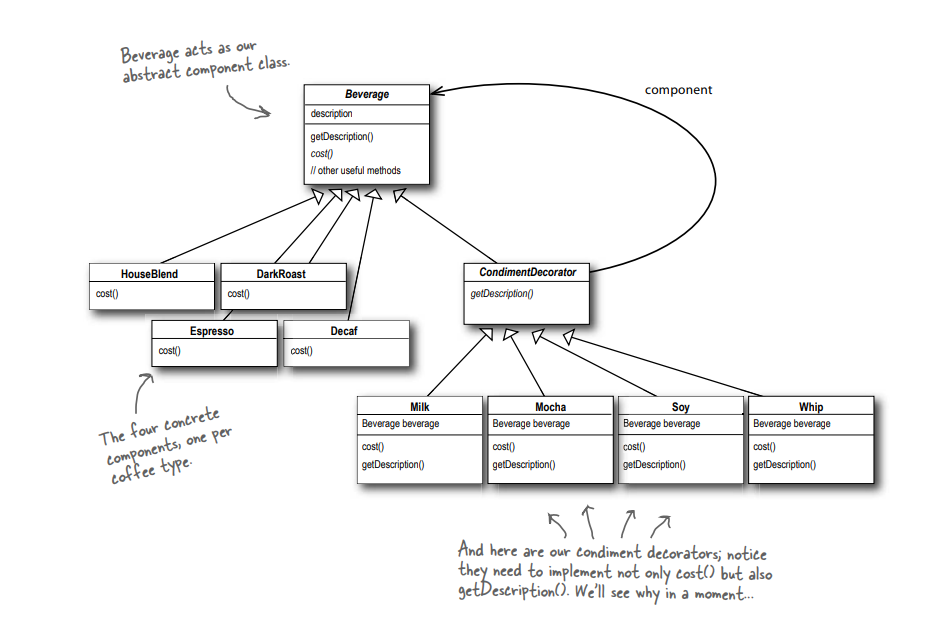 Beverage acts as our
abstract component class.
component
Beverage
description
getDescription()
cost()
// other useful methods
HouseBlend
cost()
DarkRoast
cost()
CondimentDecorator
getDescription()
Espresso
cost()
Decaf
cost()
The four concrete
components, one per
coffee type.
Milk
Beverage beverage
cost()
getDescription()
Mocha
Beverage beverage
cost()
getDescription()
Soy
Beverage beverage
cost()
getDescription()
Whip
Beverage beverage
cost()
getDescription()
And here are our condiment decorators; notice
they need to implement not only cost() but also
getDescription(). We'll see why in a moment...